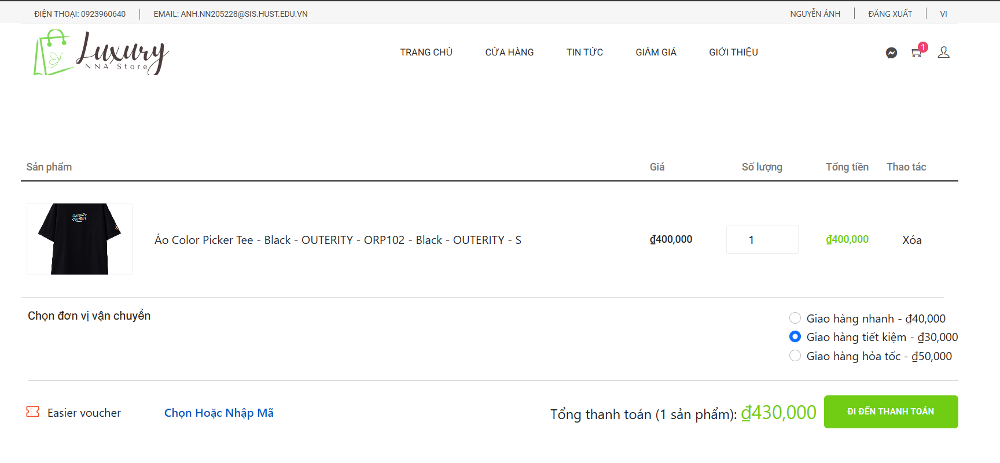 ĐIỆN THOẠI: 0923960640 EMAIL: ANH.NN205228@SIS.HUST.EDU.VN NGUYỄN ÁNH ĐĂNG XUẤT VI
Luxury
NNA Store
TRANG CHỦ CỬA HÀNG TIN TỨC GIẢM GIÁ GIỚI THIỆU 1
Sản phẩm Giá Số lượng Tổng tiền Thao tác
OUTERITY
OUTERITY
Áo Color Picker Tee - Black - OUTERITY - ORP102 - Black - OUTERITY - S ₫400,000 1 ₫400,000 Xóa
Chọn đơn vị vận chuyển
Giao hàng nhanh - ₫40,000
Giao hàng tiết kiệm - ₫30,000
Giao hàng hỏa tốc - ₫50,000
Easier voucher Chọn Hoặc Nhập Mã Tổng thanh toán (1 sản phẩm): ₫430,000 ĐI ĐẾN THANH TOÁN